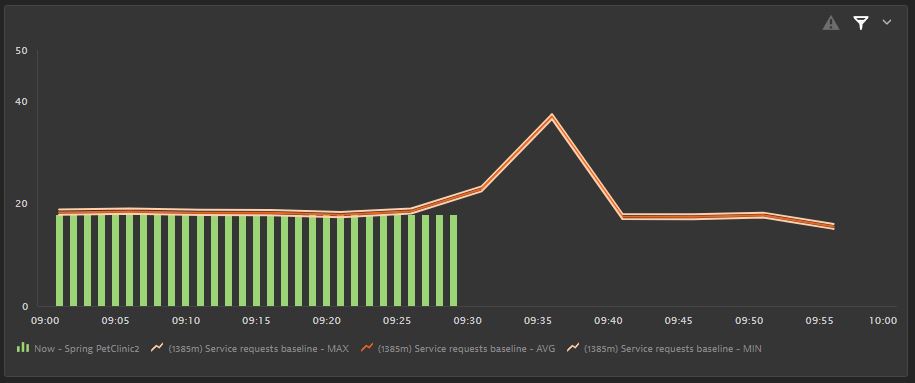 50
40
20
0
09:00 09:05 09:10 09:15 09:20 09:25 09:30 09:35 09:40 09:45 09:50 09:55 10:00
Now - Spring PetClinic2 (1385m) Service requests baseline - MAX (1385m) Service requests baseline - AVG (1385m) Service requests baseline - MIN